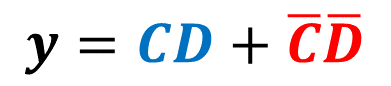 y = CD + C̅D̅